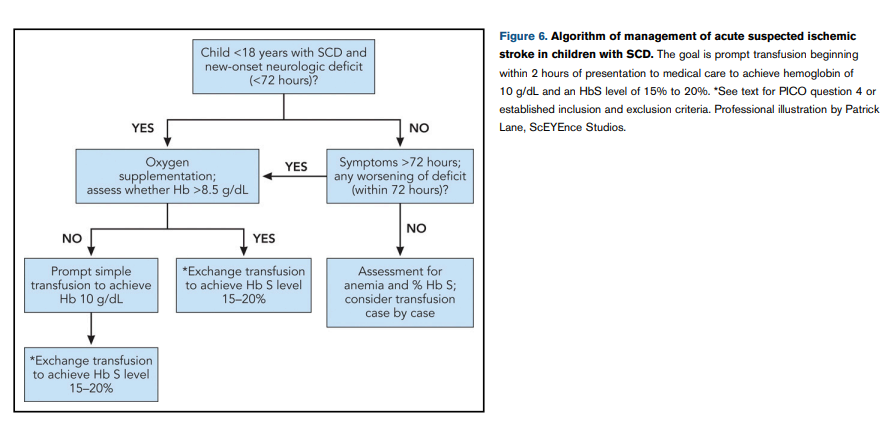 Child <18 years with SCD and
new-onset neurologic deficit
(<72 hours)?
YES
NO
Oxygen
supplementation;
assess whether Hb >8.5 g/dL
YES
Symptoms >72 hours;
any worsening of deficit
(within 72 hours)?
NO
YES
NO
Prompt simple
transfusion to achieve
Hb 10 g/dL
*Exchange transfusion
to achieve Hb S level
15–20%
Assessment for
anemia and % Hb S;
consider transfusion
case by case
*Exchange transfusion
to achieve Hb S level
15–20%
Figure 6. Algorithm of management of acute suspected ischemic
stroke in children with SCD. The goal is prompt transfusion beginning
within 2 hours of presentation to medical care to achieve hemoglobin of
10 g/dL and an HbS level of 15% to 20%. *See text for PICO question 4 or
established inclusion and exclusion criteria. Professional illustration by Patrick
Lane, ScEYEnce Studios.